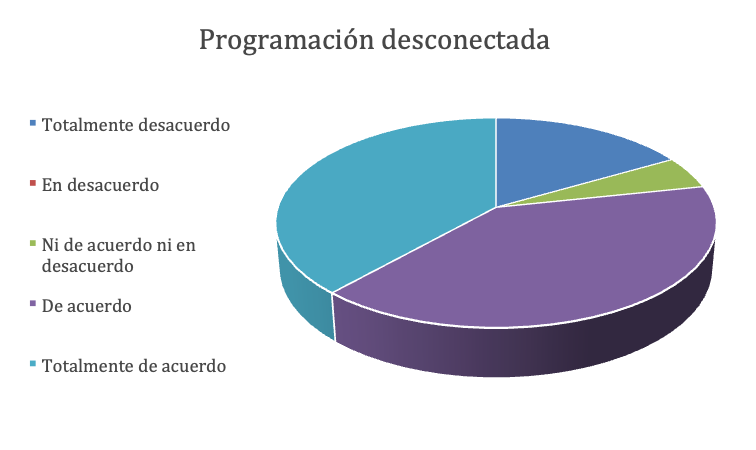 Programación desconectada
Totalmente desacuerdo
En desacuerdo
Ni de acuerdo ni en
desacuerdo
De acuerdo
Totalmente de acuerdo